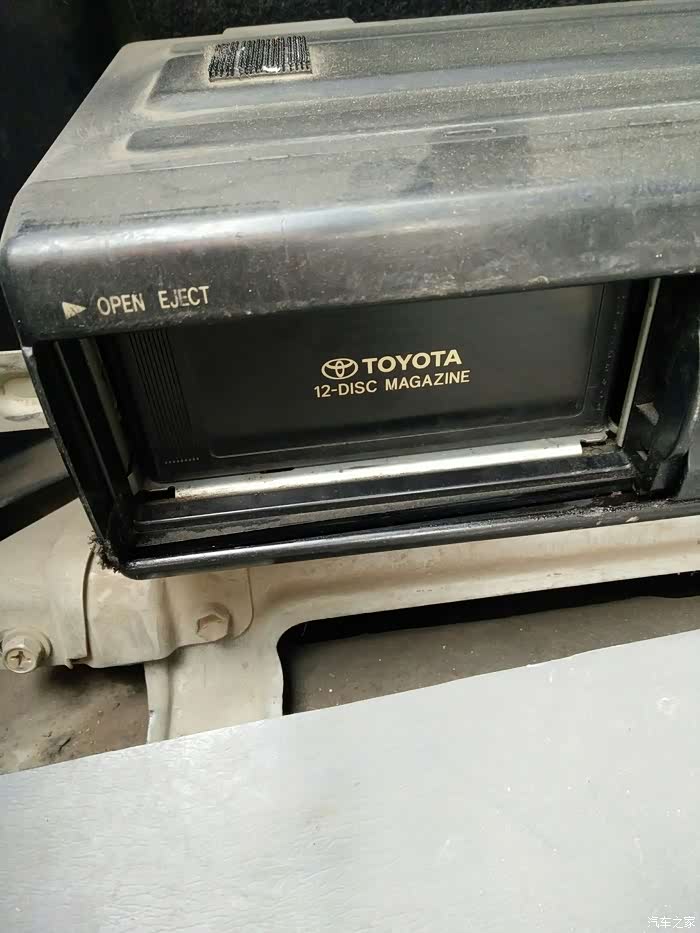 OPEN EJECT
TOYOTA
12-DISC MAGAZINE
汽车之家